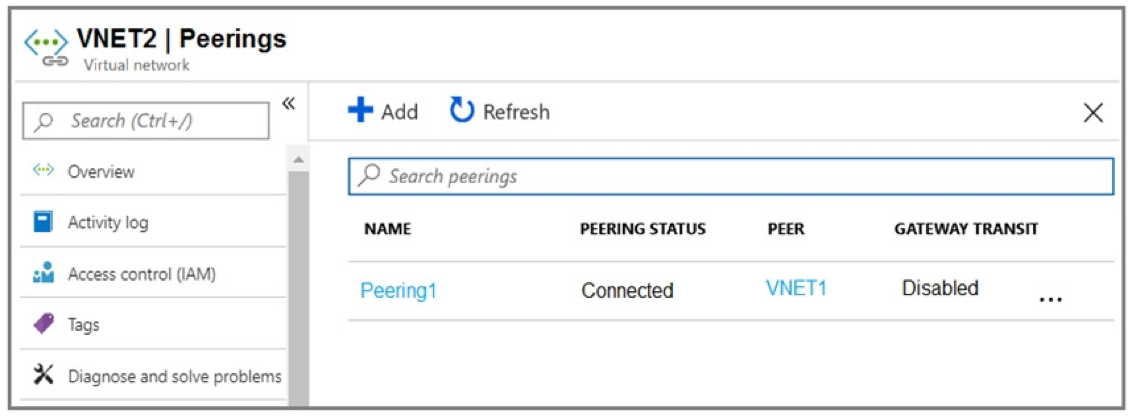 VNET2 | Peerings
Virtual network
Search (Ctrl+/)
«
Overview
Activity log
Access control (IAM)
Tags
Diagnose and solve problems
Add Refresh
Search peerings
NAME PEERING STATUS PEER GATEWAY TRANSIT
Peering1 Connected VNET1 Disabled ...